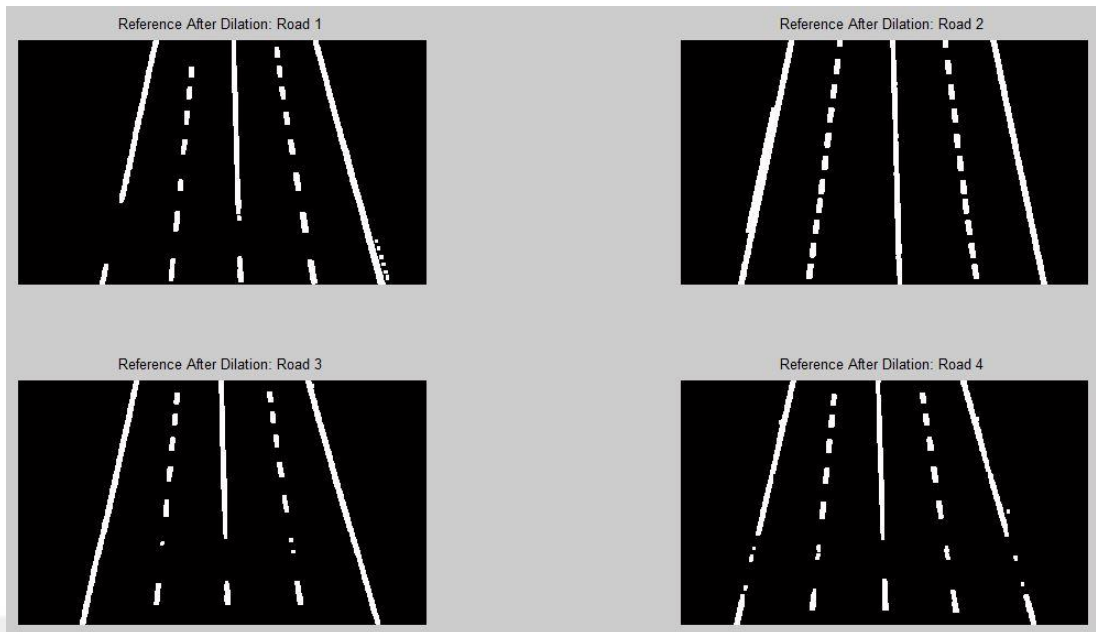 Reference After Dilation: Road 1
Reference After Dilation: Road 2
Reference After Dilation: Road 3
Reference After Dilation: Road 4